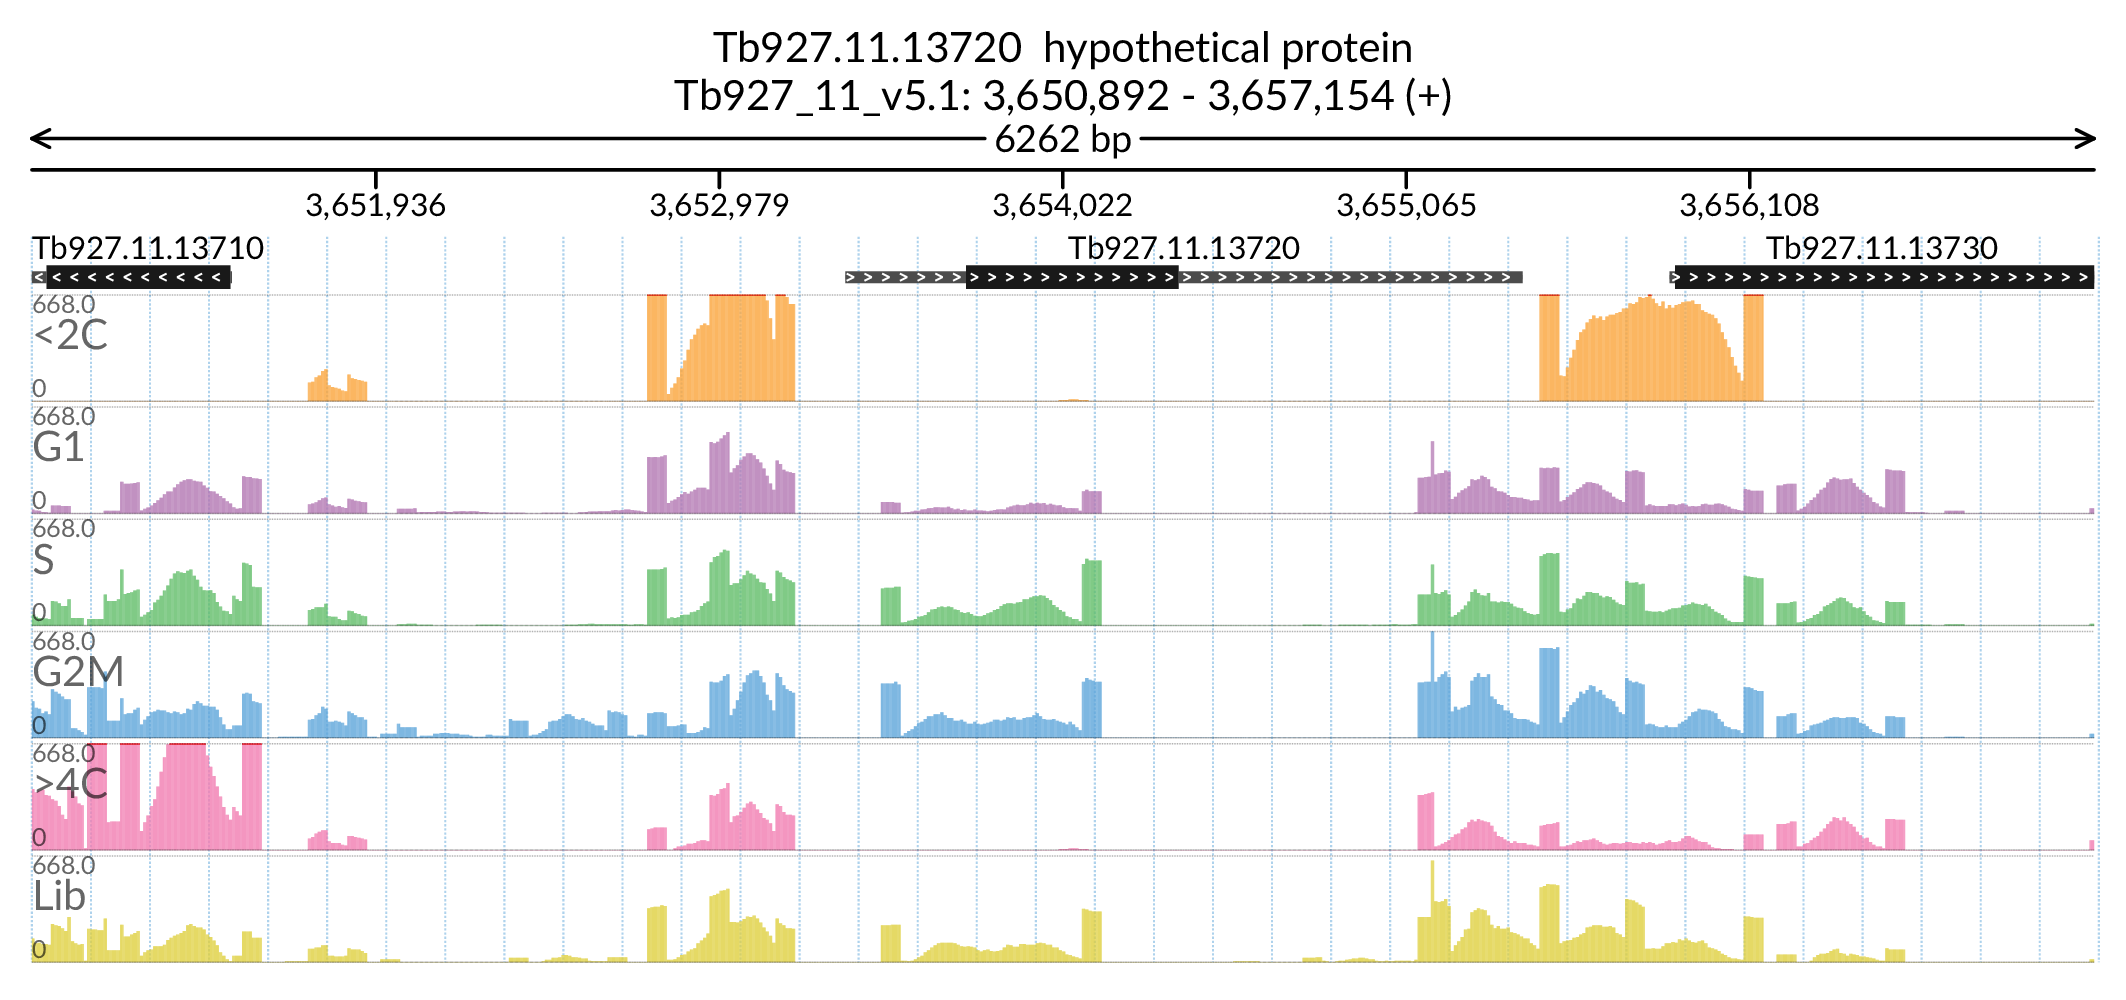 Tb927.11.13720 hypothetical protein
Tb927_11_v5.1: 3,650,892 - 3,657,154 (+)
6262 bp
3,651,936 3,652,979 3,654,022 3,655,065 3,656,108
Tb927.11.13710 Tb927.11.13720 Tb927.11.13730
668.0
<2C
0
668.0
G1
0
668.0
S
0
668.0
G2M
0
668.0
>4C
0
668.0
Lib
0